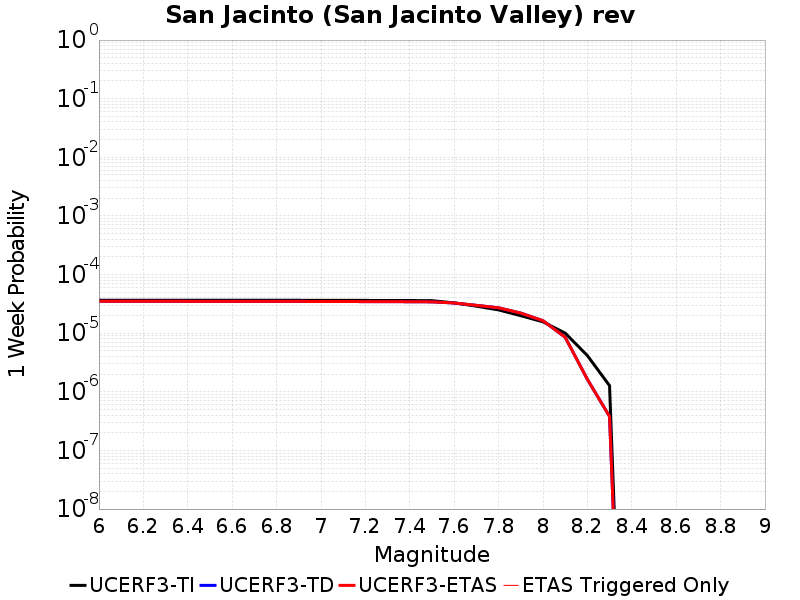 San Jacinto (San Jacinto Valley) rev
10^0
10^-1
10^-2
10^-3
10^-4
10^-5
10^-6
10^-7
10^-8
1 Week Probability
6 6.2 6.4 6.6 6.8 7 7.2 7.4 7.6 7.8 8 8.2 8.4 8.6 8.8 9
Magnitude
UCERF3-TI UCERF3-TD UCERF3-ETAS ETAS Triggered Only